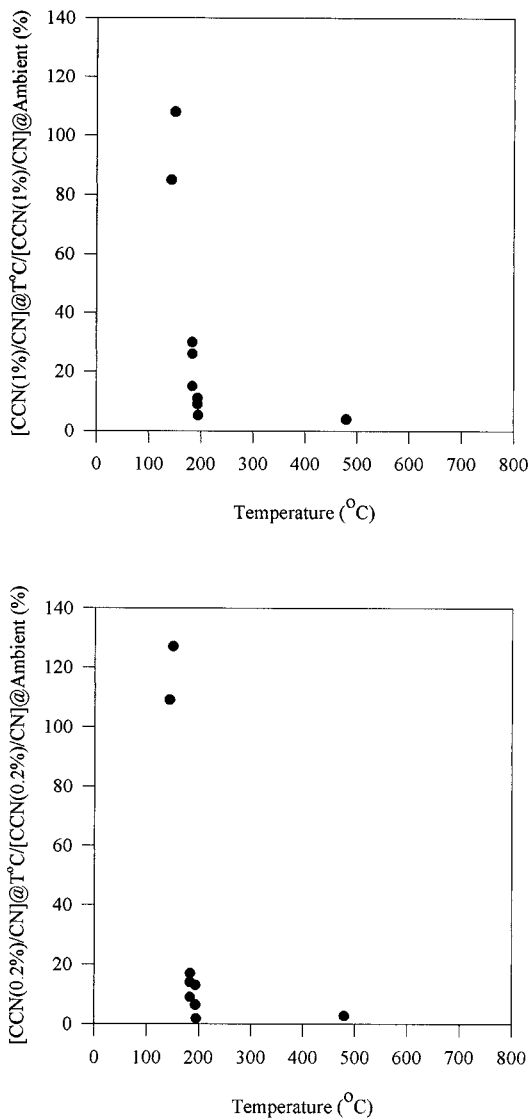 [CCN(1%)/CN]@T°C/[CCN(1%)/CN]@Ambient (%)
140
120
100
80
60
40
20
0
0 100 200 300 400 500 600 700 800
Temperature (°C)
[CCN(0.2%)/CN]@T°C/[CCN(0.2%)/CN]@Ambient (%)
140
120
100
80
60
40
20
0
0 100 200 300 400 500 600 700 800
Temperature (°C)